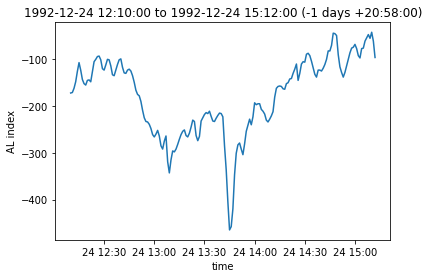 1992-12-24 12:10:00 to 1992-12-24 15:12:00 (-1 days +20:58:00)
−100
−200
−300
−400
AL index
24 12:30 24 13:00 24 13:30 24 14:00 24 14:30 24 15:00
time